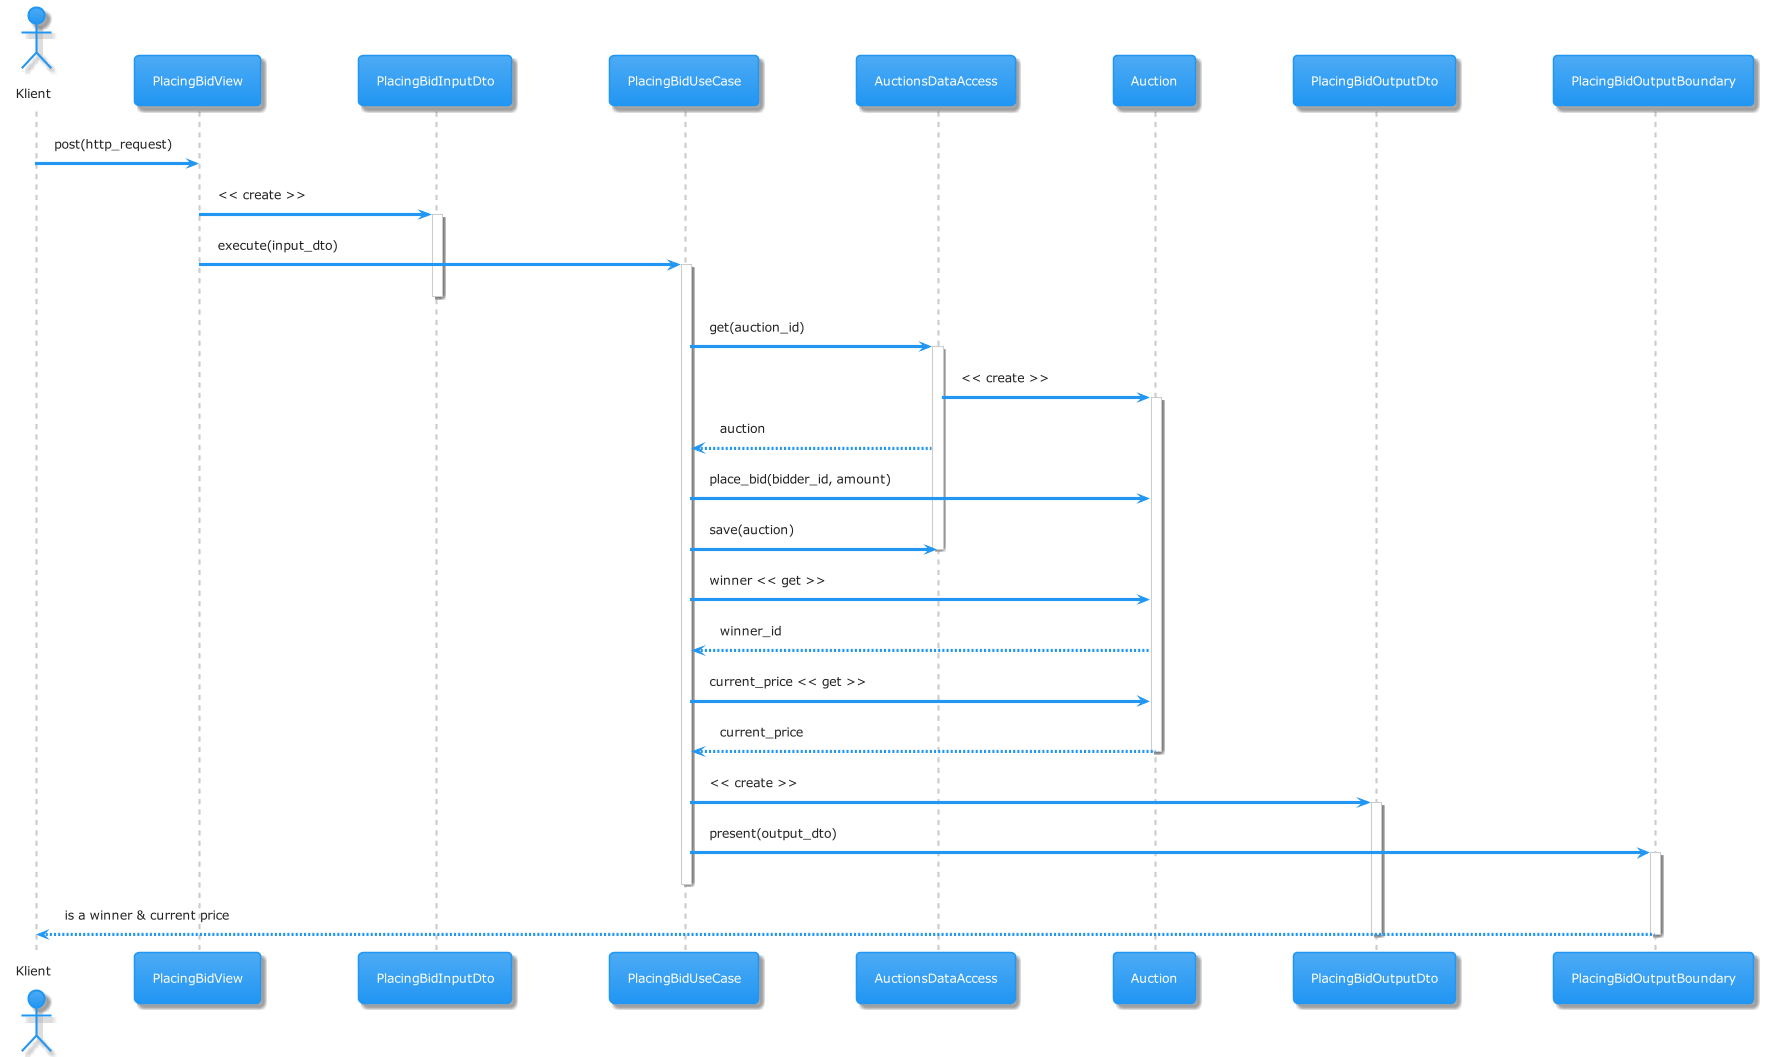 Klient
PlacingBidView
PlacingBidInputDto
PlacingBidUseCase
AuctionsDataAccess
Auction
PlacingBidOutputDto
PlacingBidOutputBoundary
post(http_request)
<< create >>
execute(input_dto)
get(auction_id)
<< create >>
auction
place_bid(bidder_id, amount)
save(auction)
winner << get >>
winner_id
current_price << get >>
current_price
<< create >>
present(output_dto)
is a winner & current price
Klient
PlacingBidView
PlacingBidInputDto
PlacingBidUseCase
AuctionsDataAccess
Auction
PlacingBidOutputDto
PlacingBidOutputBoundary